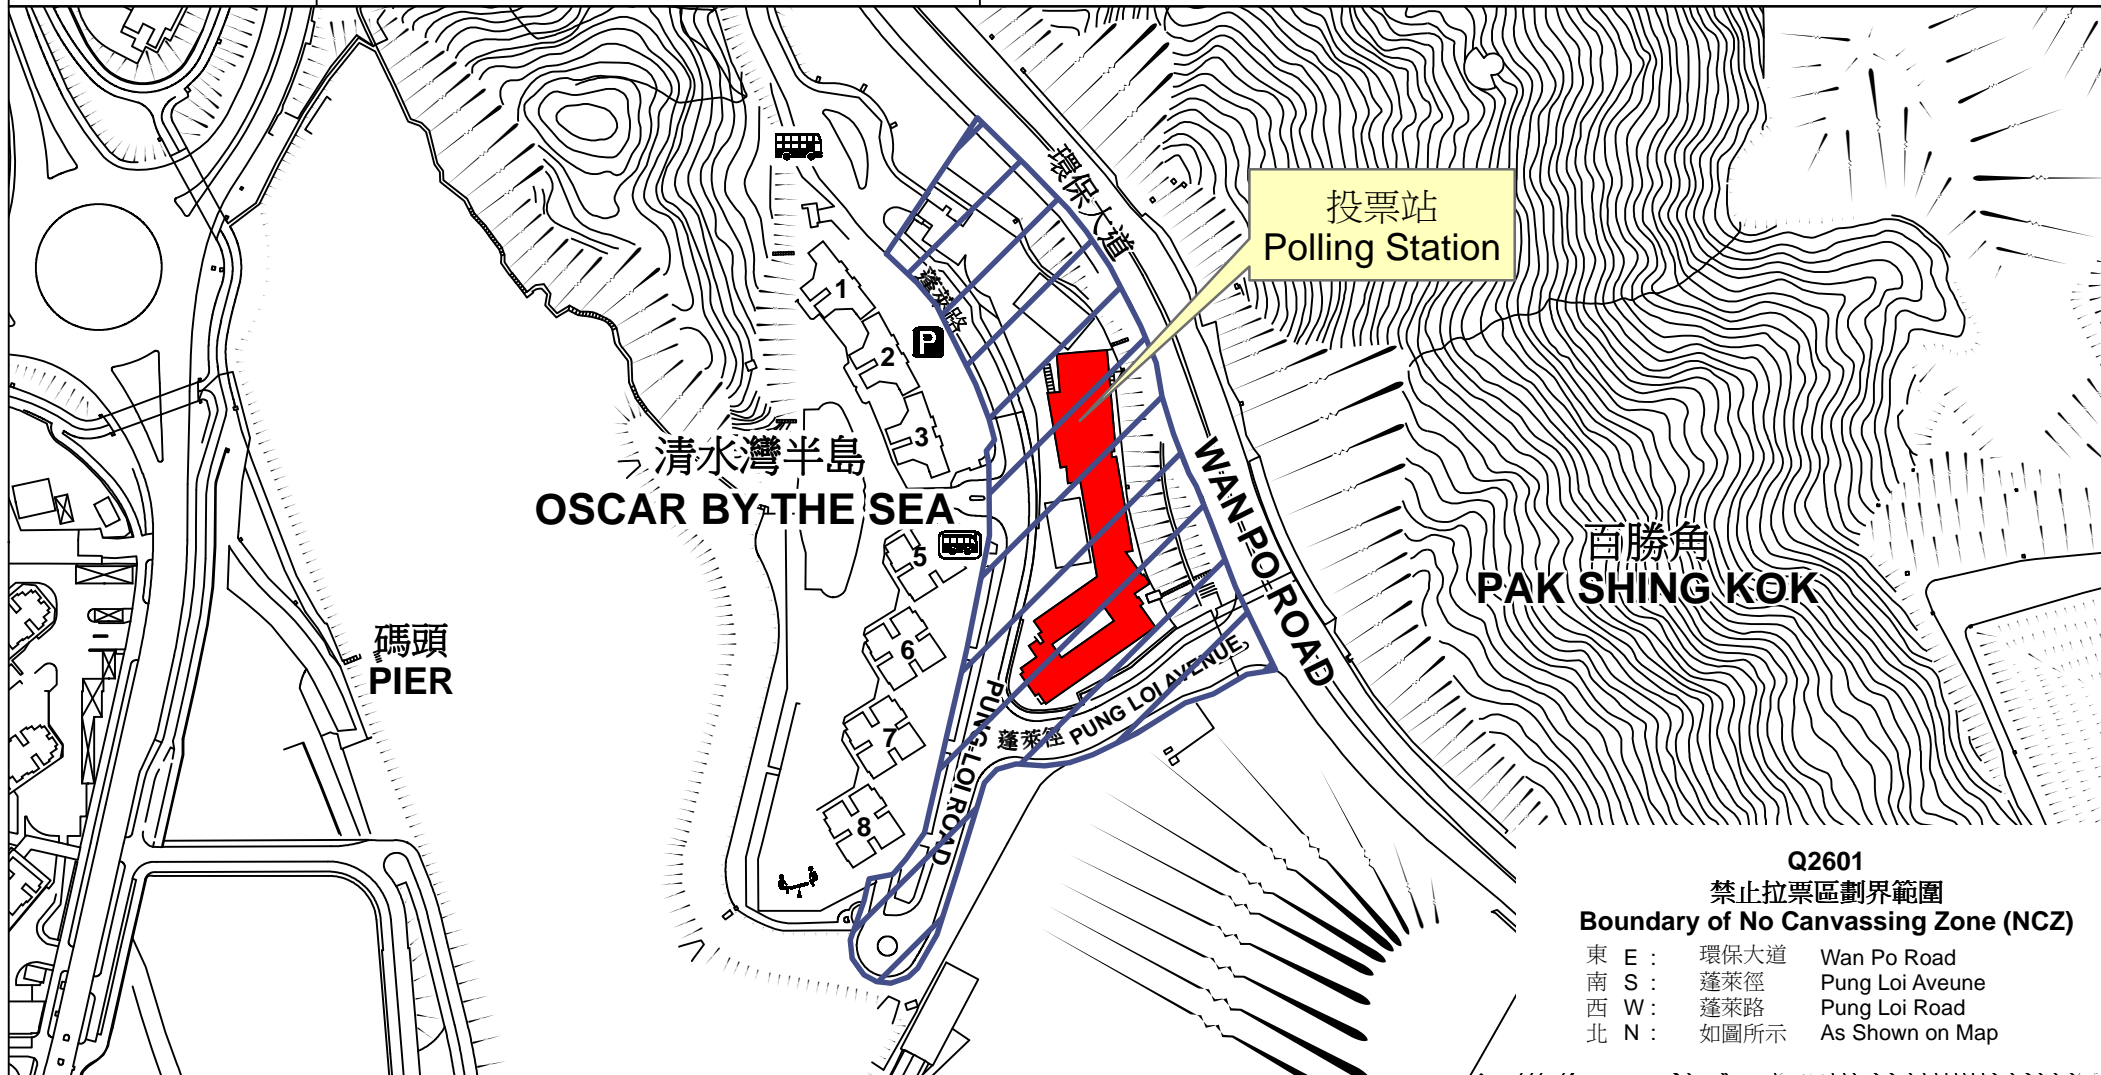 環保大道
投票站
Polling Station
蓬萊路
1
2
P
3
清水灣半島
OSCAR BY THE SEA
WAN PO ROAD
百勝角
PAK SHING KOK
5
6
碼頭
PIER
7
8
PUNG LOI ROAD
蓬萊徑 PUNG LOI AVENUE
Q2601
禁止拉票區劃界範圍
Boundary of No Canvassing Zone (NCZ)
東 E : 環保大道 Wan Po Road
南 S : 蓬萊徑 Pung Loi Aveune
西 W : 蓬萊路 Pung Loi Road
北 N : 如圖所示 As Shown on Map